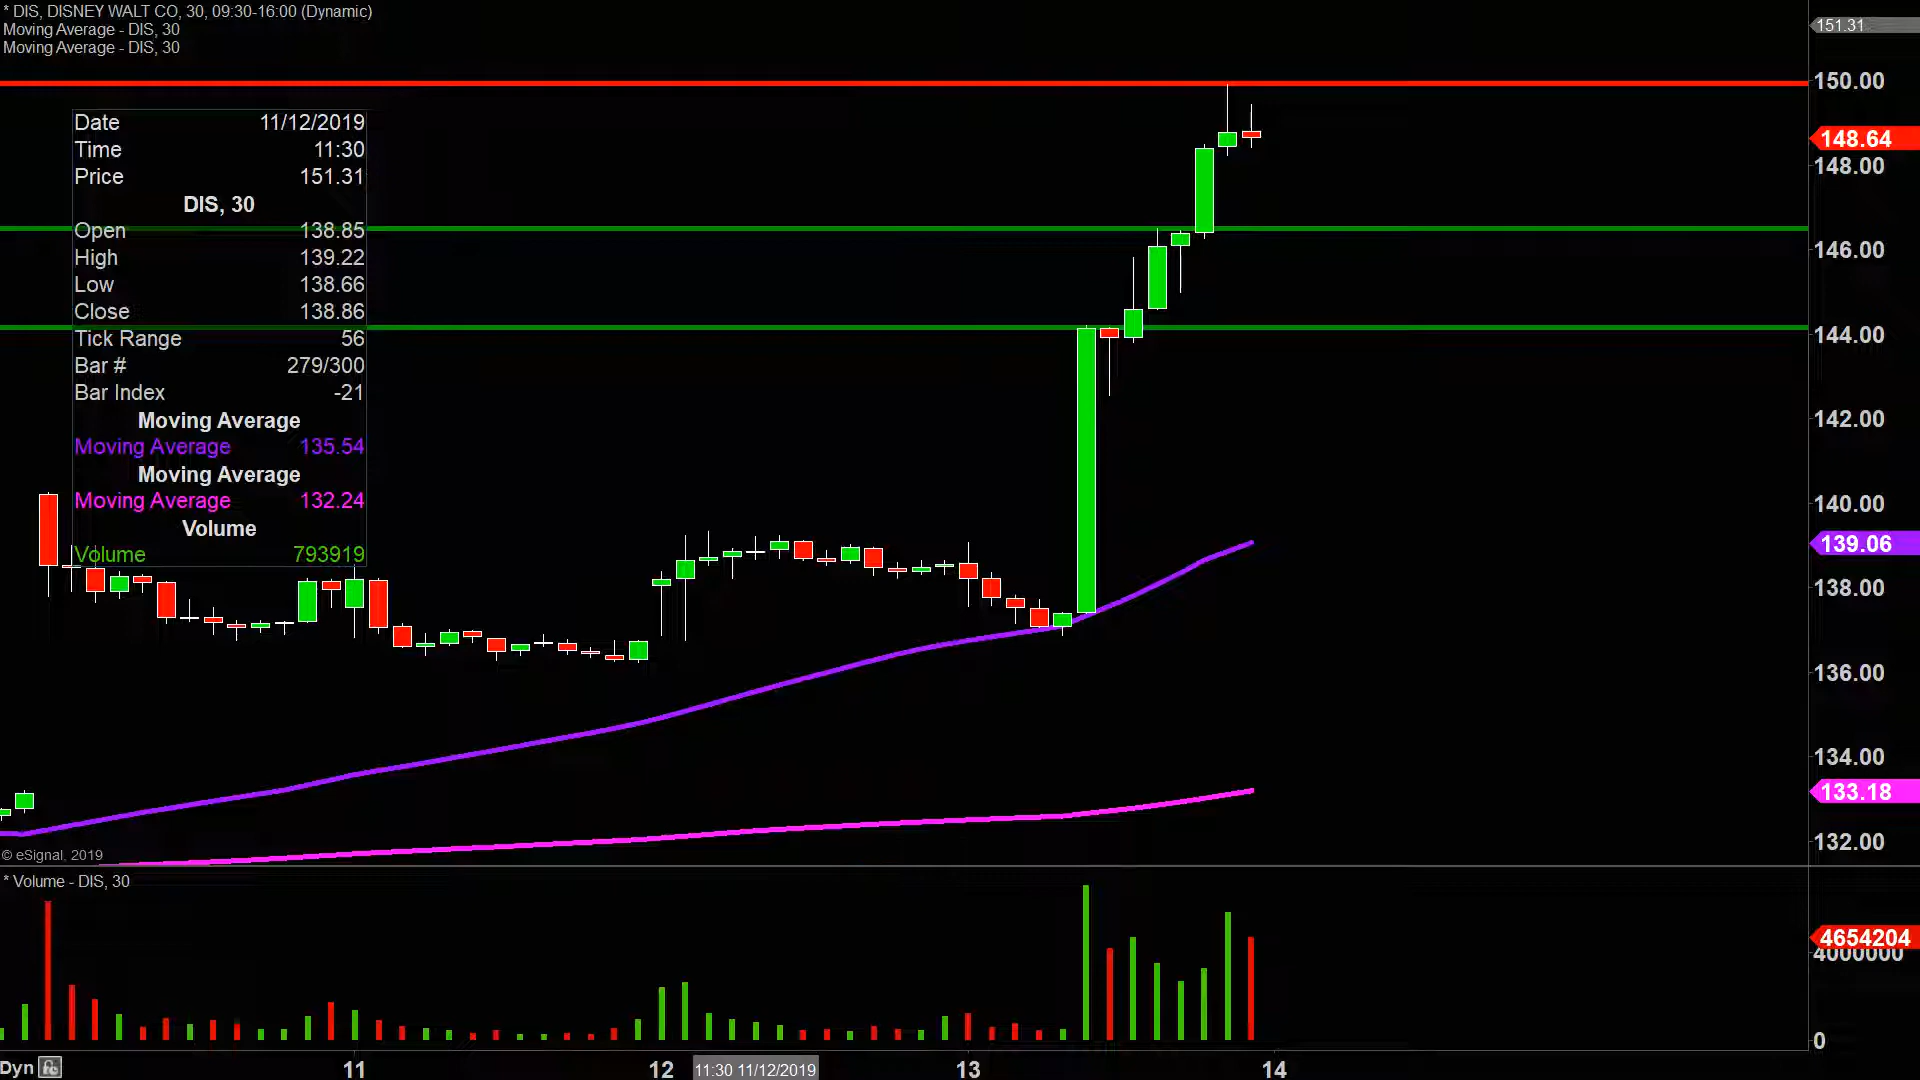 * DIS, DISNEY WALT CO, 30, 09:30-16:00 (Dynamic)
Moving Average - DIS, 30
Moving Average - DIS, 30
Date 11/12/2019
Time 11:30
Price 151.31
DIS, 30
Open 138.85
High 139.22
Low 138.66
Close 138.86
Tick Range 56
Bar # 279/300
Bar Index -21
Moving Average
Moving Average 135.54
Moving Average
Moving Average 132.24
Volume
Volume 793919
151.31
150.00
148.64
148.00
146.00
144.00
142.00
140.00
139.06
138.00
136.00
134.00
133.18
132.00
© eSignal, 2019
* Volume - DIS, 30
4654204
4000000
0
Dyn 11 12 11:30 11/12/2019 13 14